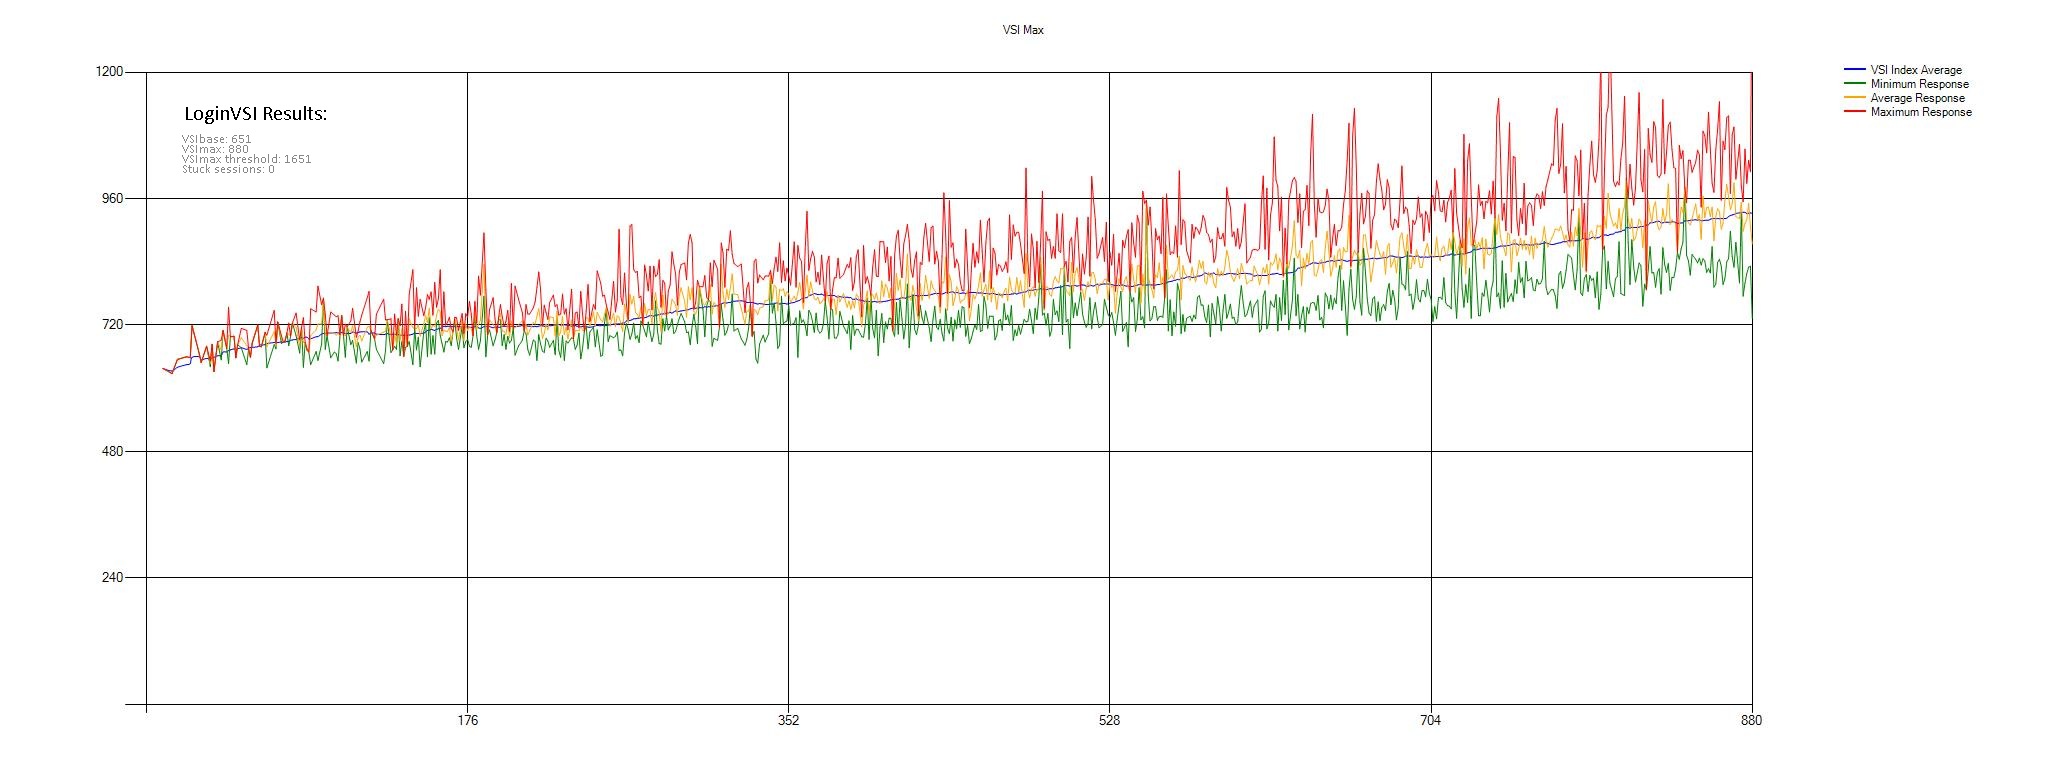 VSI Max
1200
960
720
480
240
LoginVSI Results:
VSIbase: 651
VSImax: 880
VSImax threshold: 1651
Stuck sessions: 0
VSI Index Average
Minimum Response
Average Response
Maximum Response
176
352
528
704
880